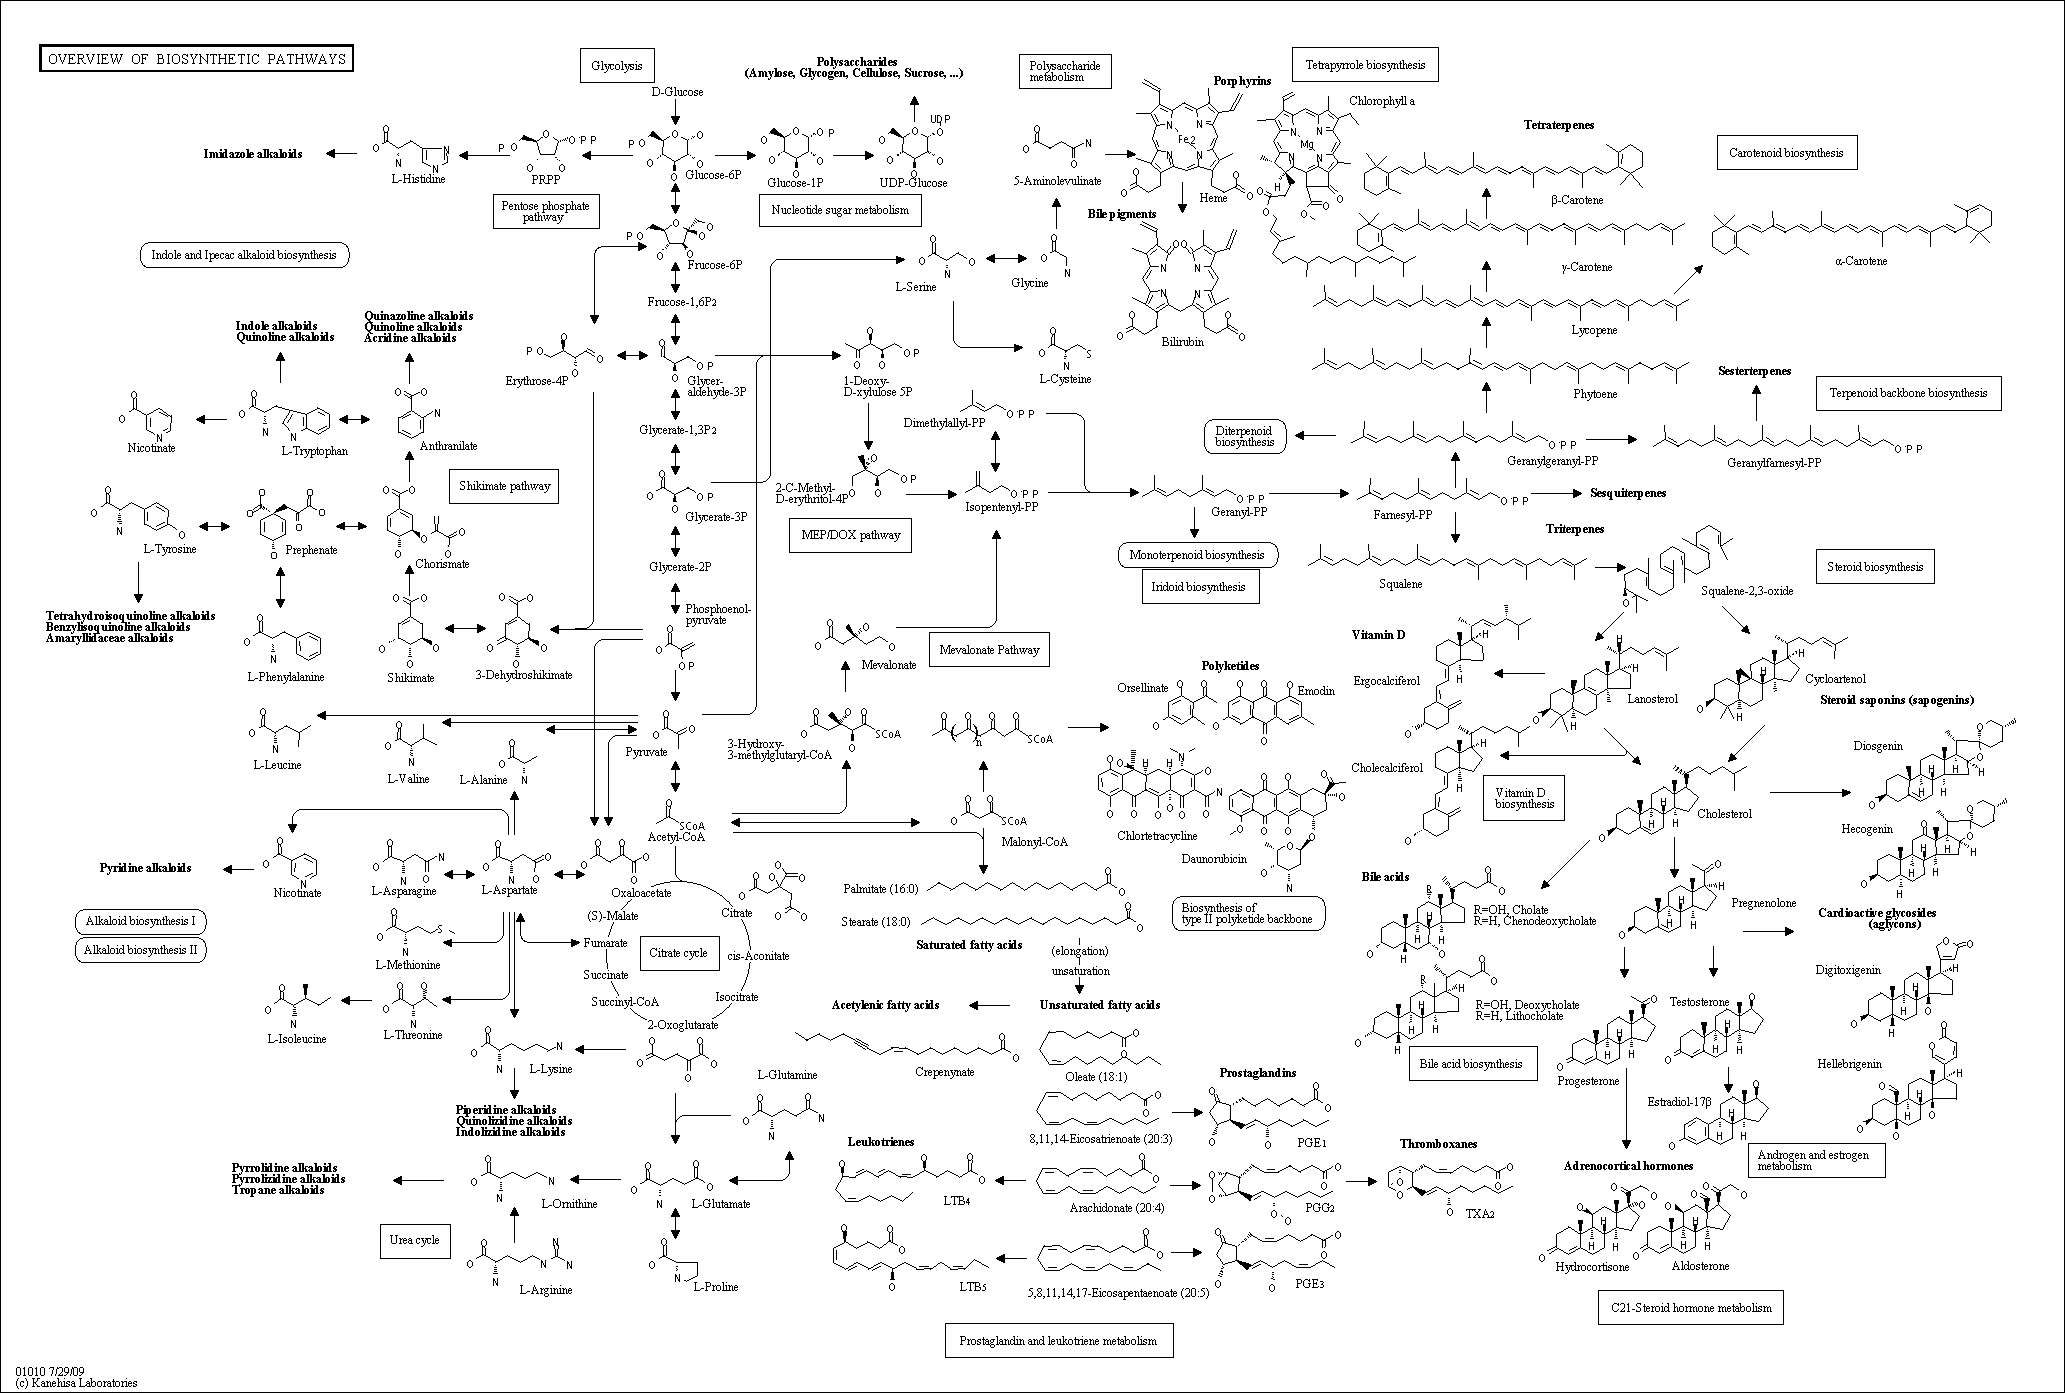 OVERVIEW OF BIOSYNTHETIC PATHWAYS
Glycolysis
Polysaccharides
(Amylose, Glycogen, Cellulose, Sucrose, ...)
Polysaccharide
metabolism
Tetrapyrrole biosynthesis
Porphyrins
D-Glucose
Chlorophyll a
Tetraterpenes
Carotenoid biosynthesis
Imidazole alkaloids
L-Histidine
PRPP
Glucose-6P
Glucose-1P
UDP-Glucose
5-Aminolevulinate
Heme
Fe2
Mg
UDP
β-Carotene
Pentose phosphate
pathway
Nucleotide sugar metabolism
Bile pigments
Indole and Ipecac alkaloid biosynthesis
Frucose-6P
L-Serine
Glycine
γ-Carotene
α-Carotene
Frucose-1,6P2
Lycopene
Bilirubin
Indole alkaloids
Quinoline alkaloids
Quinazoline alkaloids
Quinoline alkaloids
Acridine alkaloids
Erythrose-4P
Glycer-
aldehyde-3P
1-Deoxy-
D-xylulose 5P
L-Cysteine
Phytoene
Sesterterpenes
Terpenoid backbone biosynthesis
Nicotinate
L-Tryptophan
Anthranilate
Glycerate-1,3P2
Dimethylallyl-PP
Diterpenoid
biosynthesis
Geranylgeranyl-PP
Geranylfarnesyl-PP
Shikimate pathway
2-C-Methyl-
D-erythritol-4P
Isopentenyl-PP
Geranyl-PP
Farnesyl-PP
Sesquiterpenes
L-Tyrosine
Prephenate
Chorismate
Glycerate-3P
MEP/DOX pathway
Monoterpenoid biosynthesis
Iridoid biosynthesis
Triterpenes
Squalene
Squalene-2,3-oxide
Steroid biosynthesis
Glycerate-2P
Tetrahydroisoquinoline alkaloids
Benzylisoquinoline alkaloids
Amaryllidaceae alkaloids
Phosphoenol-
pyruvate
L-Phenylalanine
Shikimate
3-Dehydroshikimate
Mevalonate
Mevalonate Pathway
Vitamin D
Ergocalciferol
Lanosterol
Cycloartenol
Polyketides
Orsellinate
Emodin
Steroid saponins (sapogenins)
L-Leucine
L-Valine
L-Alanine
Pyruvate
3-Hydroxy-
3-methylglutaryl-CoA
SCoA
n
SCoA
Cholecalciferol
Vitamin D
biosynthesis
Diosgenin
Cholesterol
Hecogenin
SCoA
Acetyl-CoA
SCoA
Malonyl-CoA
Chlortetracycline
Daunorubicin
Pyridine alkaloids
Nicotinate
L-Asparagine
L-Aspartate
Oxaloacetate
Palmitate (16:0)
Stearate (18:0)
Saturated fatty acids
Biosynthesis of
type II polyketide backbone
Bile acids
R=OH, Cholate
R=H, Chenodeoxycholate
Pregnenolone
Cardioactive glycosides
(aglycons)
Alkaloid biosynthesis I
Alkaloid biosynthesis II
L-Methionine
(S)-Malate
Citrate
Fumarate
Citrate cycle
cis-Aconitate
Succinate
Isocitrate
Succinyl-CoA
2-Oxoglutarate
(elongation)
unsaturation
Digitoxigenin
L-Isoleucine
L-Threonine
Acetylenic fatty acids
Unsaturated fatty acids
R=OH, Deoxycholate
R=H, Lithocholate
Testosterone
L-Lysine
L-Glutamine
Crepenynate
Oleate (18:1)
Bile acid biosynthesis
Progesterone
Hellebrigenin
Estradiol-17β
Piperidine alkaloids
Quinolizidine alkaloids
Indolizidine alkaloids
Prostaglandins
8,11,14-Eicosatrienoate (20:3)
PGE1
Leukotrienes
Thromboxanes
Androgen and estrogen
metabolism
Adrenocortical hormones
Pyrrolidine alkaloids
Pyrrolizidine alkaloids
Tropane alkaloids
L-Ornithine
L-Glutamate
LTB4
Arachidonate (20:4)
PGG2
TXA2
Urea cycle
L-Arginine
L-Proline
LTB5
5,8,11,14,17-Eicosapentaenoate (20:5)
PGE3
Hydrocortisone
Aldosterone
C21-Steroid hormone metabolism
Prostaglandin and leukotriene metabolism
01010 7/29/09
(c) Kanehisa Laboratories